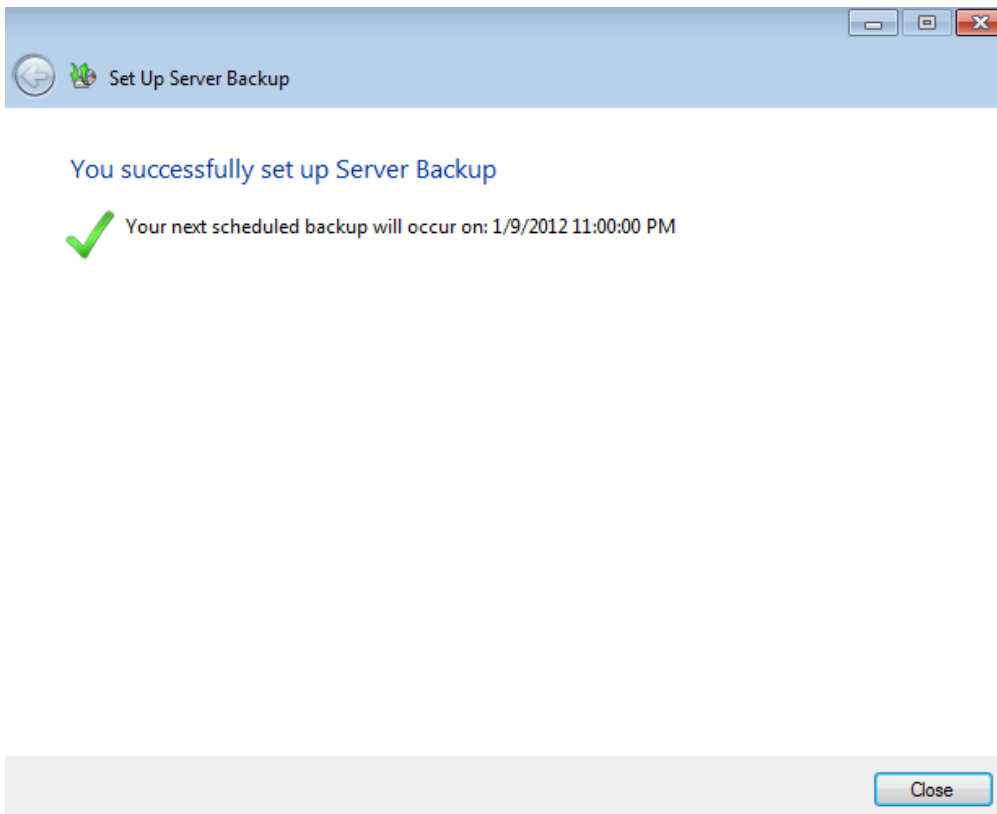 Set Up Server Backup
You successfully set up Server Backup
Your next scheduled backup will occur on: 1/9/2012 11:00:00 PM
Close